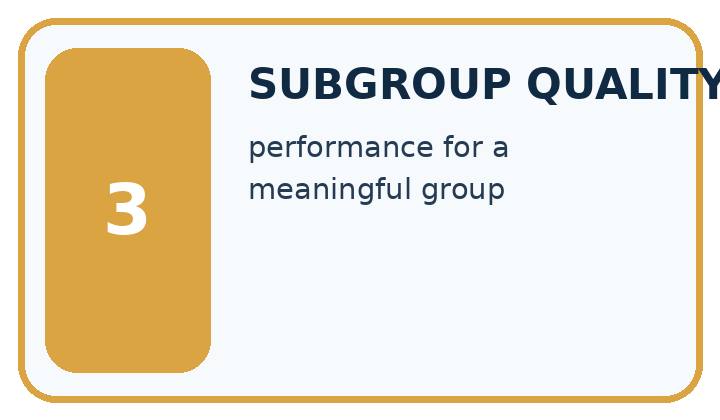 3
SUBGROUP QUALITY
performance for a
meaningful group